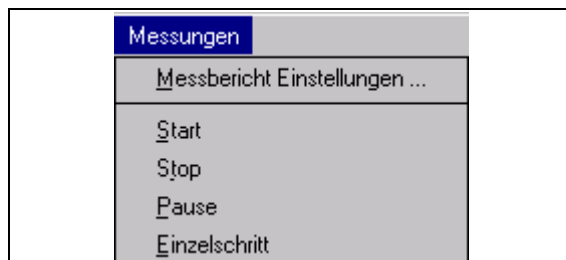 Messungen
Messbericht Einstellungen ...
Start
Stop
Pause
Einzelschritt